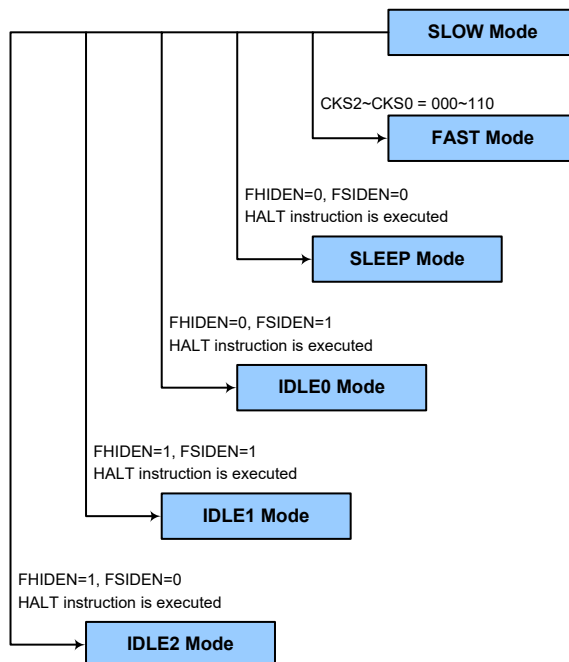 SLOW Mode
CKS2~CKS0 = 000~110
FAST Mode
FHIDEN=0, FSIDEN=0
HALT instruction is executed
SLEEP Mode
FHIDEN=0, FSIDEN=1
HALT instruction is executed
IDLE0 Mode
FHIDEN=1, FSIDEN=1
HALT instruction is executed
IDLE1 Mode
FHIDEN=1, FSIDEN=0
HALT instruction is executed
IDLE2 Mode